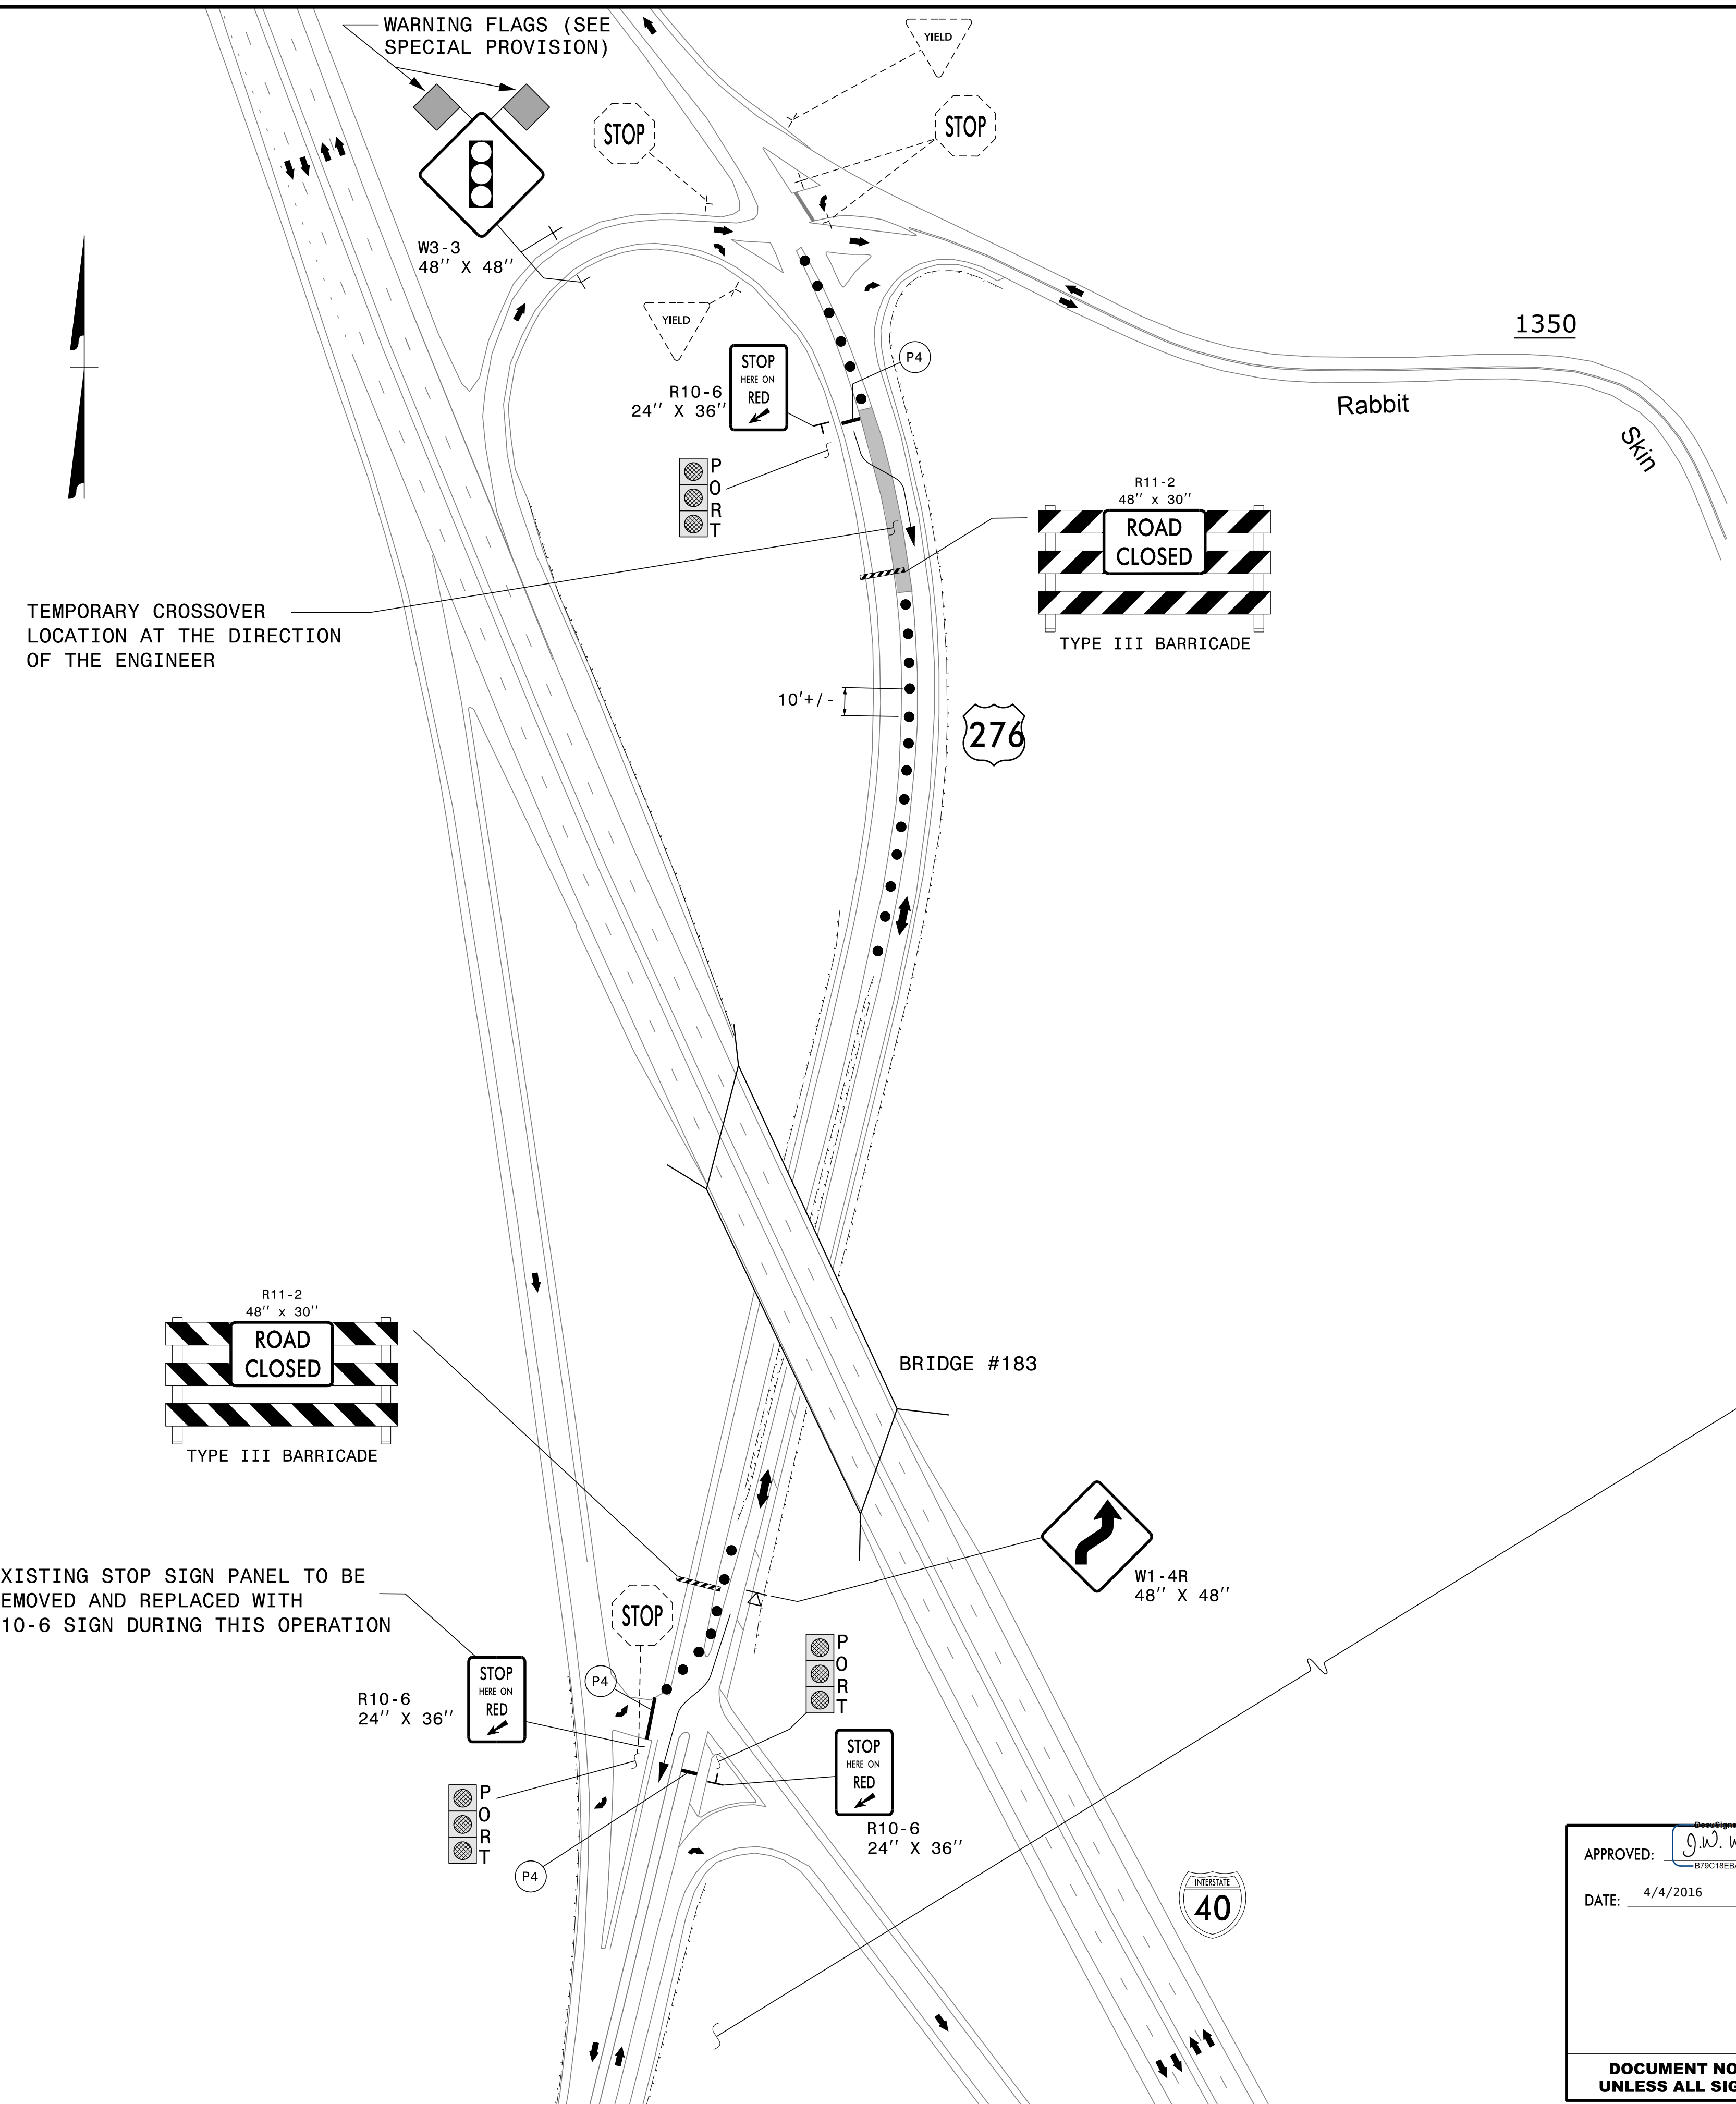 WARNING FLAGS (SEE
SPECIAL PROVISION)
YIELD
STOP
STOP
W3-3
48'' X 48''
YIELD
1350
Rabbit
Skin
STOP
HERE ON
RED
R10-6
24'' X 36''
P4
P
O
R
T
R11-2
48'' x 30''
ROAD
CLOSED
TYPE III BARRICADE
TEMPORARY CROSSOVER
LOCATION AT THE DIRECTION
OF THE ENGINEER
10'+/-
276
R11-2
48'' x 30''
ROAD
CLOSED
TYPE III BARRICADE
BRIDGE #183
W1-4R
48'' X 48''
XISTING STOP SIGN PANEL TO BE
EMOVED AND REPLACED WITH
10-6 SIGN DURING THIS OPERATION
STOP
P
O
R
T
P4
STOP
HERE ON
RED
R10-6
24'' X 36''
STOP
HERE ON
RED
R10-6
24'' X 36''
P
O
R
T
P4
INTERSTATE
40
APPROVED:
J.W.
DATE: 4/4/2016
DOCUMENT NO
UNLESS ALL SIG